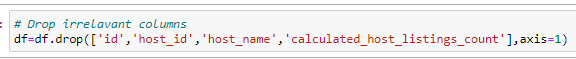 # Drop irrelavant columns
df=df.drop(['id','host_id','host_name','calculated_host_listings_count'],axis=1)